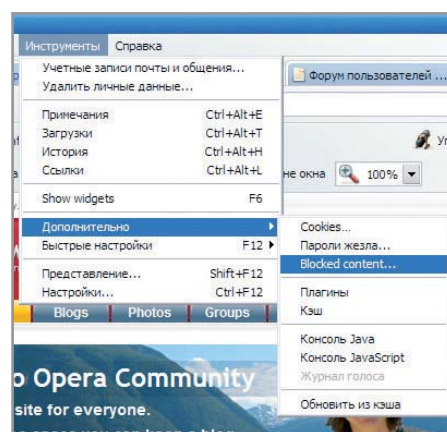 Инструменты Справка
Учетные записи почты и общения...
Удалить личные данные...
Форум пользователей ...
Примечания Ctrl+Alt+E
Загрузки Ctrl+Alt+T
История Ctrl+Alt+H
Ссылки Ctrl+Alt+L
не окна 100%
Show widgets F6
Дополнительно
Быстрые настройки F12
Представление... Shift+F12
Настройки... Ctrl+F12
Cookies...
Пароли жезла...
Blocked content...
Плагины
Кэш
Консоль Java
Консоль JavaScript
Журнал голоса
Обновить из кэша
Blogs Photos Groups
o Opera Community
site for everyone.